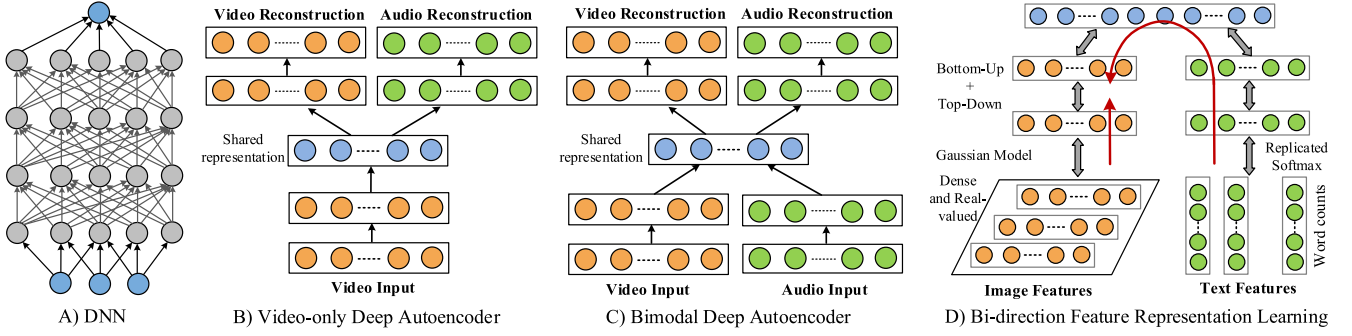 A) DNN
Video Reconstruction
Audio Reconstruction
Shared
representation
Video Input
B) Video-only Deep Autoencoder
Video Reconstruction
Audio Reconstruction
Shared
representation
Video Input
Audio Input
C) Bimodal Deep Autoencoder
Bottom-Up
+
Top-Down
Gaussian Model
Replicated
Softmax
Dense
and Real-
valued
Word counts
Image Features
Text Features
D) Bi-direction Feature Representation Learning